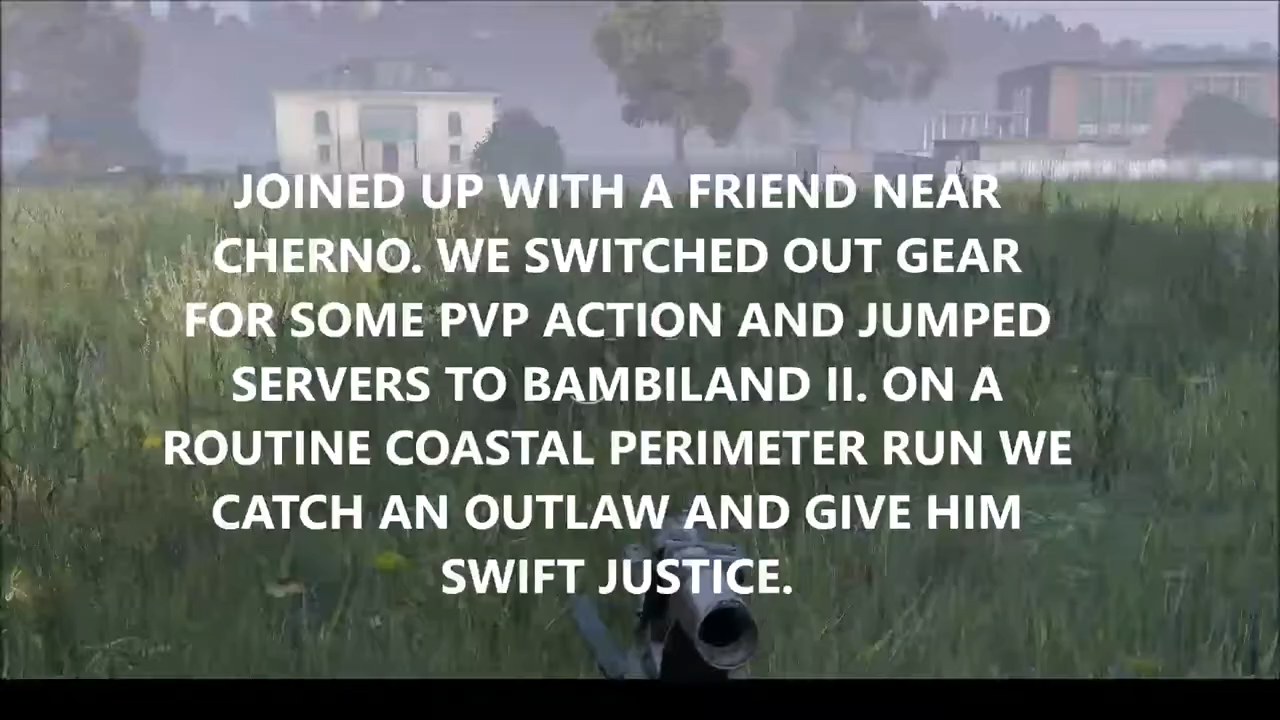 JOINED UP WITH A FRIEND NEAR
CHERNO. WE SWITCHED OUT GEAR
FOR SOME PVP ACTION AND JUMPED
SERVERS TO BAMBILAND II. ON A
ROUTINE COASTAL PERIMETER RUN WE
CATCH AN OUTLAW AND GIVE HIM
SWIFT JUSTICE.